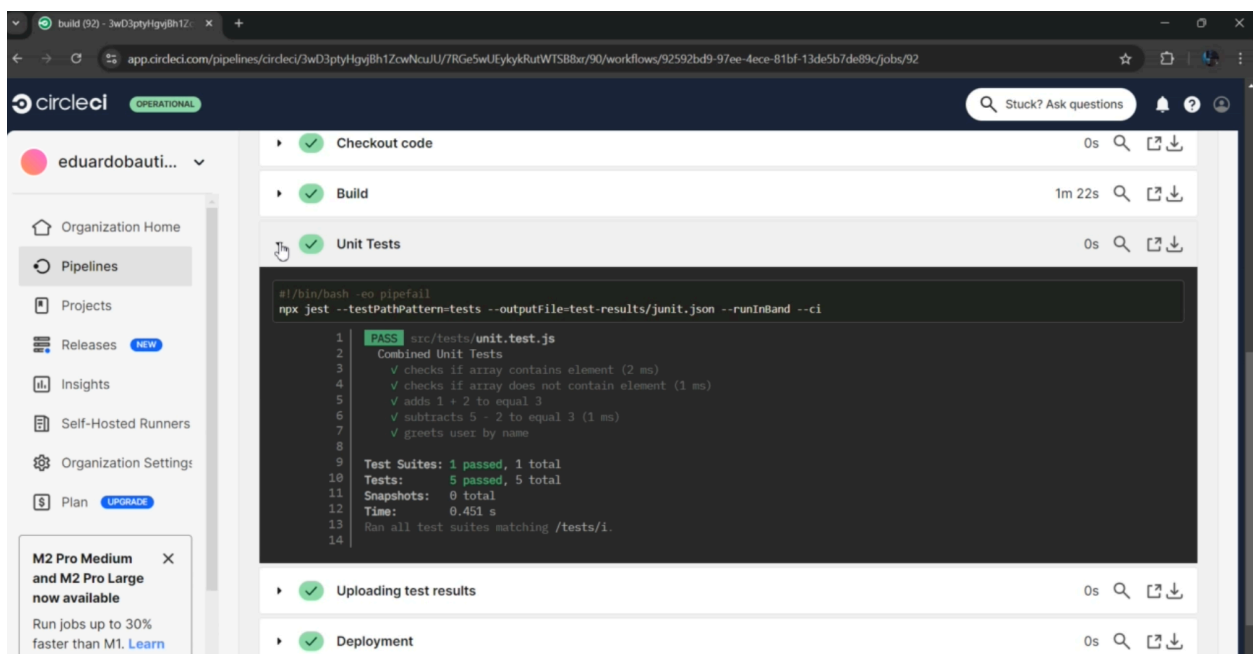 build (92) - 3wD3ptyHgvjBh1Zc
app.circleci.com/pipelines/circleci/3wD3ptyHgvjBh1ZcwNcuJU/7RGe5wUEykykRutWTSB8xr/90/workflows/92592bd9-97ee-4ece-81bf-13de5b7de89c/jobs/92
circleci OPERATIONAL
Stuck? Ask questions
eduardobauti...
Organization Home
Pipelines
Projects
Releases NEW
Insights
Self-Hosted Runners
Organization Settings
Plan UPGRADE
M2 Pro Medium
and M2 Pro Large
now available
Run jobs up to 30%
faster than M1. Learn
Checkout code 0s
Build 1m 22s
Unit Tests 0s
#!/bin/bash -eo pipefail
npx jest --testPathPattern=tests --outputFile=test-results/junit.json --runInBand --ci
1 PASS src/tests/unit.test.js
2 Combined Unit Tests
3 √ checks if array contains element (2 ms)
4 √ checks if array does not contain element (1 ms)
5 √ adds 1 + 2 to equal 3
6 √ subtracts 5 - 2 to equal 3 (1 ms)
7 √ greets user by name
8
9 Test Suites: 1 passed, 1 total
10 Tests: 5 passed, 5 total
11 Snapshots: 0 total
12 Time: 0.451 s
13 Ran all test suites matching /tests/i.
14
Uploading test results 0s
Deployment 0s